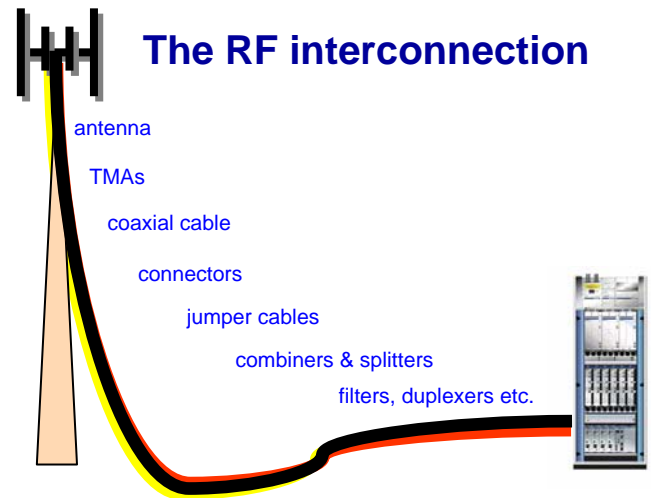 The RF interconnection
antenna
TMAs
coaxial cable
connectors
jumper cables
combiners & splitters
filters, duplexers etc.